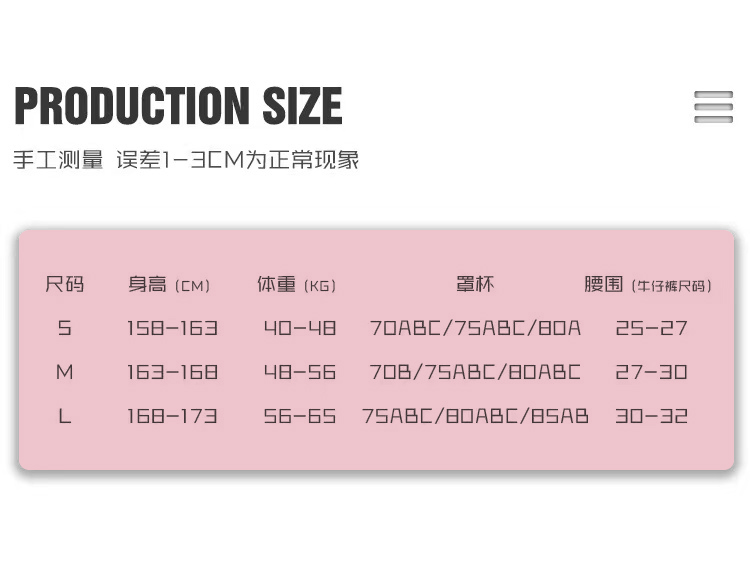 PRODUCTION SIZE
手工测量 误差1-3CM为正常现象
尺码 身高 (CM) 体重 (KG) 罩杯 腰围 (牛仔裤尺码)
S 158-163 40-48 70ABC/75ABC/80A 25-27
M 163-168 48-56 70B/75ABC/80ABC 27-30
L 168-173 56-65 75ABC/80ABC/85AB 30-32